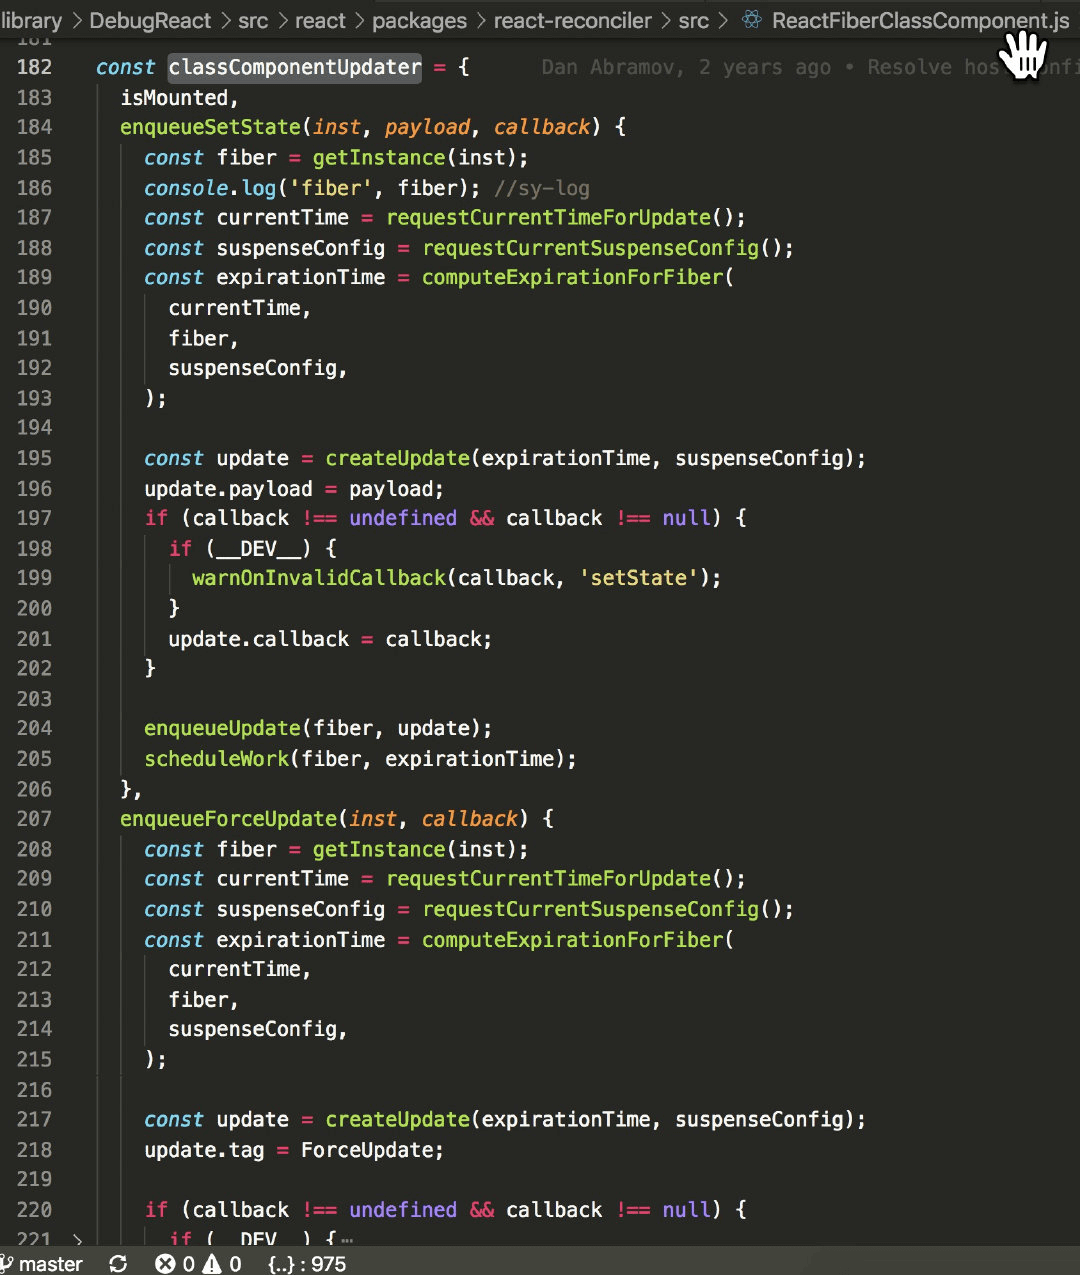 library > DebugReact > src > react > packages > react-reconciler > src > ReactFiberClassComponent.js
181
182 const classComponentUpdater = { Dan Abramov, 2 years ago • Resolve hos
183 isMounted,
184 enqueueSetState(inst, payload, callback) {
185 const fiber = getInstance(inst);
186 console.log('fiber', fiber); //sy-log
187 const currentTime = requestCurrentTimeForUpdate();
188 const suspenseConfig = requestCurrentSuspenseConfig();
189 const expirationTime = computeExpirationForFiber(
190 currentTime,
191 fiber,
192 suspenseConfig,
193 );
194
195 const update = createUpdate(expirationTime, suspenseConfig);
196 update.payload = payload;
197 if (callback !== undefined && callback !== null) {
198 if (__DEV__) {
199 warnOnInvalidCallback(callback, 'setState');
200 }
201 update.callback = callback;
202 }
203
204 enqueueUpdate(fiber, update);
205 scheduleWork(fiber, expirationTime);
206 },
207 enqueueForceUpdate(inst, callback) {
208 const fiber = getInstance(inst);
209 const currentTime = requestCurrentTimeForUpdate();
210 const suspenseConfig = requestCurrentSuspenseConfig();
211 const expirationTime = computeExpirationForFiber(
212 currentTime,
213 fiber,
214 suspenseConfig,
215 );
216
217 const update = createUpdate(expirationTime, suspenseConfig);
218 update.tag = ForceUpdate;
219
220 if (callback !== undefined && callback !== null) {
221 > if (__DEV__) {…
master 0 0 {..} : 975